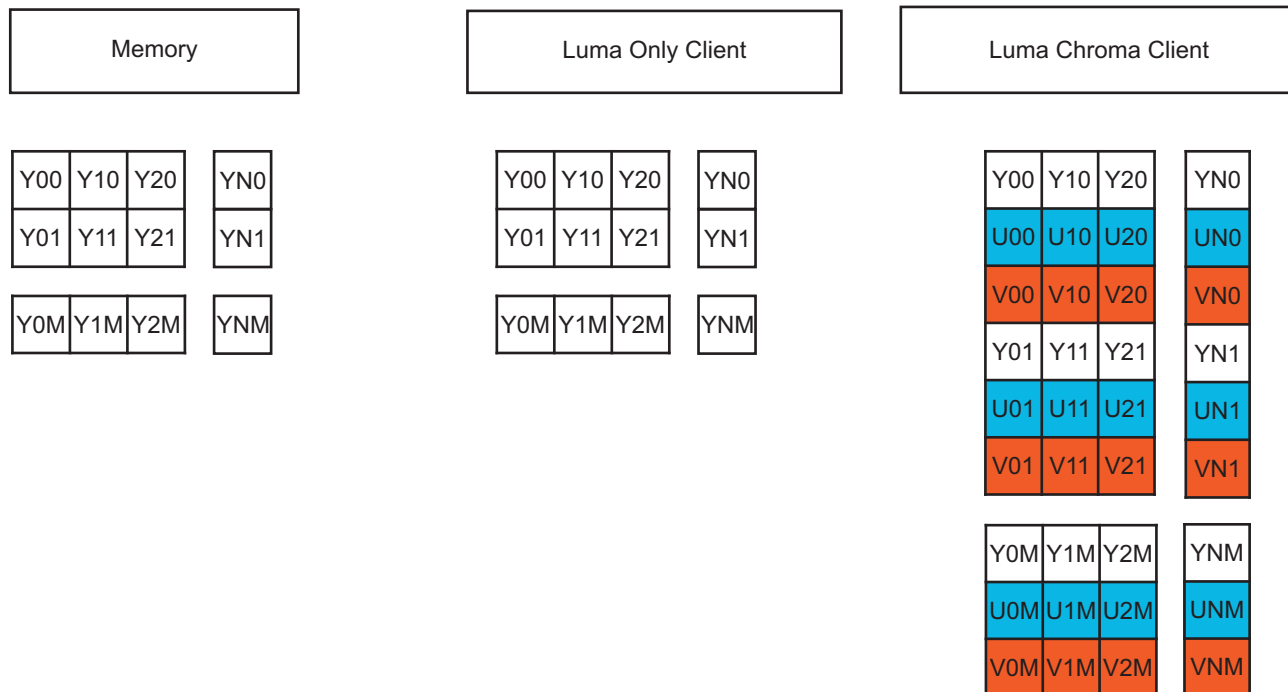 Memory Luma Only Client Luma Chroma Client
Y00 Y10 Y20 YN0 Y00 Y10 Y20 YN0 Y00 Y10 Y20 YN0
Y01 Y11 Y21 YN1 Y01 Y11 Y21 YN1 U00 U10 U20 UN0
Y0M Y1M Y2M YNM Y0M Y1M Y2M YNM V00 V10 V20 VN0
Y01 Y11 Y21 YN1
U01 U11 U21 UN1
V01 V11 V21 VN1
Y0M Y1M Y2M YNM
U0M U1M U2M UNM
V0M V1M V2M VNM